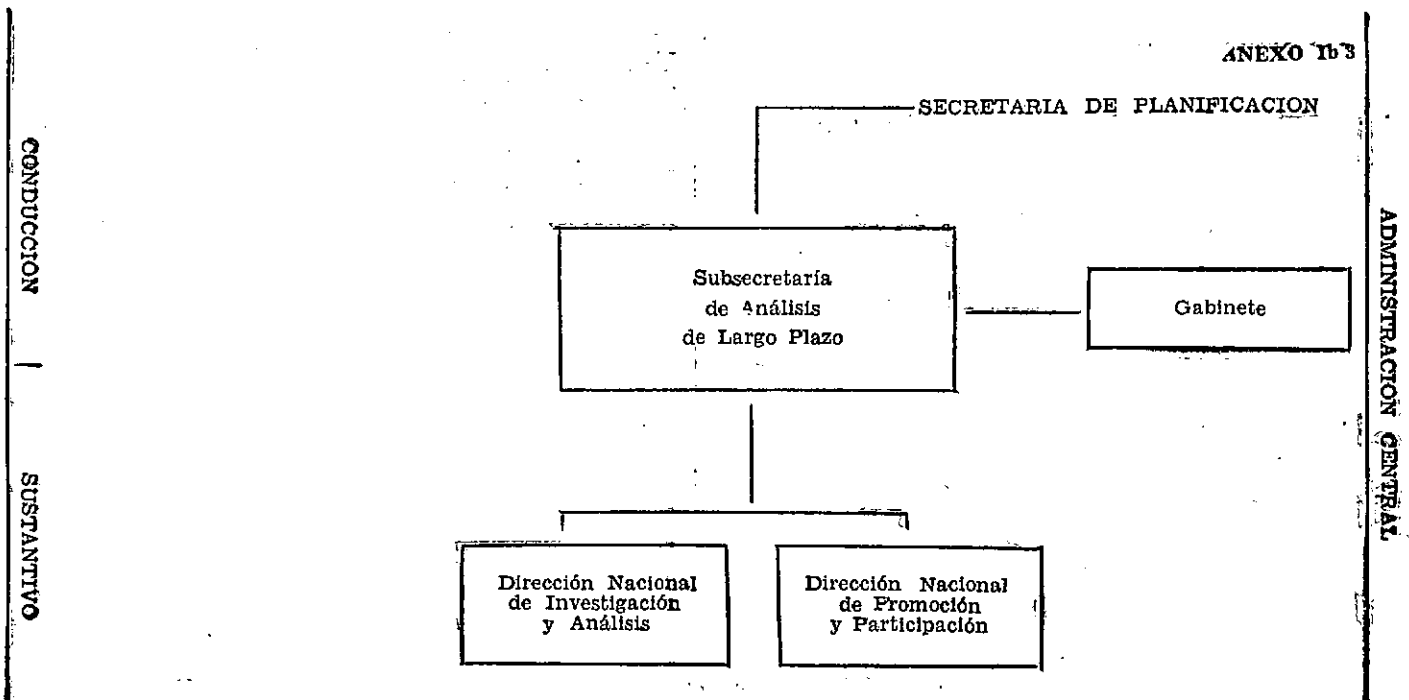 ANEXO Ib 3
SECRETARIA DE PLANIFICACION
CONDUCCION
ADMINISTRACION CENTRAL
Subsecretaría
de Análisis
de Largo Plazo
Gabinete
SUSTANTIVO
Dirección Nacional
de Investigación
y Análisis
Dirección Nacional
de Promoción
y Participación